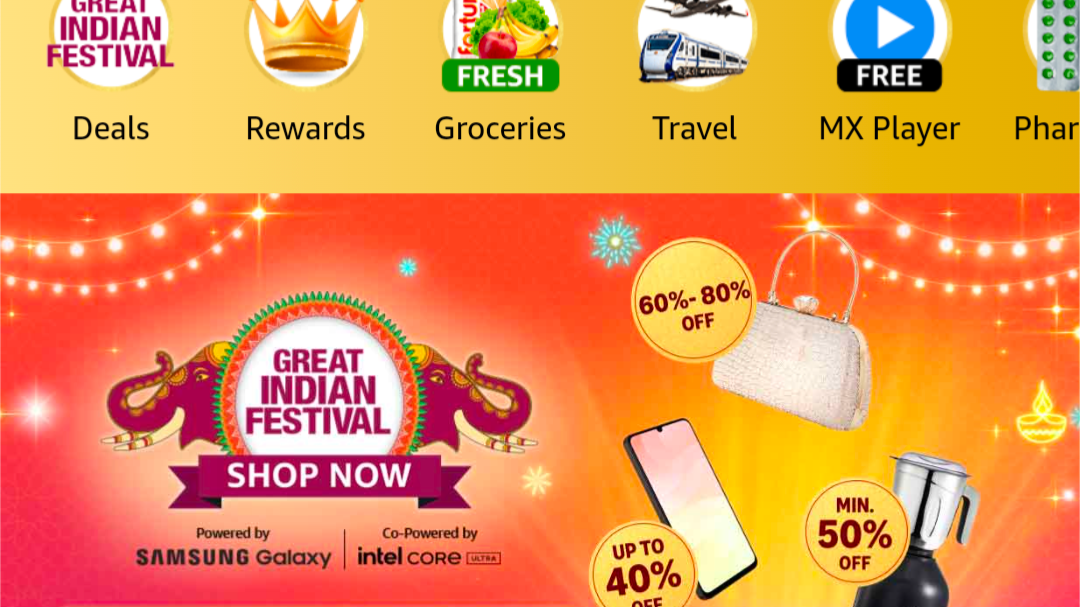 GREAT
INDIAN
FESTIVAL
FRESH
FREE
Deals
Rewards
Groceries
Travel
MX Player
Phar
60%-80%
OFF
GREAT
INDIAN
FESTIVAL
SHOP NOW
Powered by
SAMSUNG Galaxy
Co-Powered by
intel CORE ULTRA
MIN.
50%
OFF
UP TO
40%
OFF